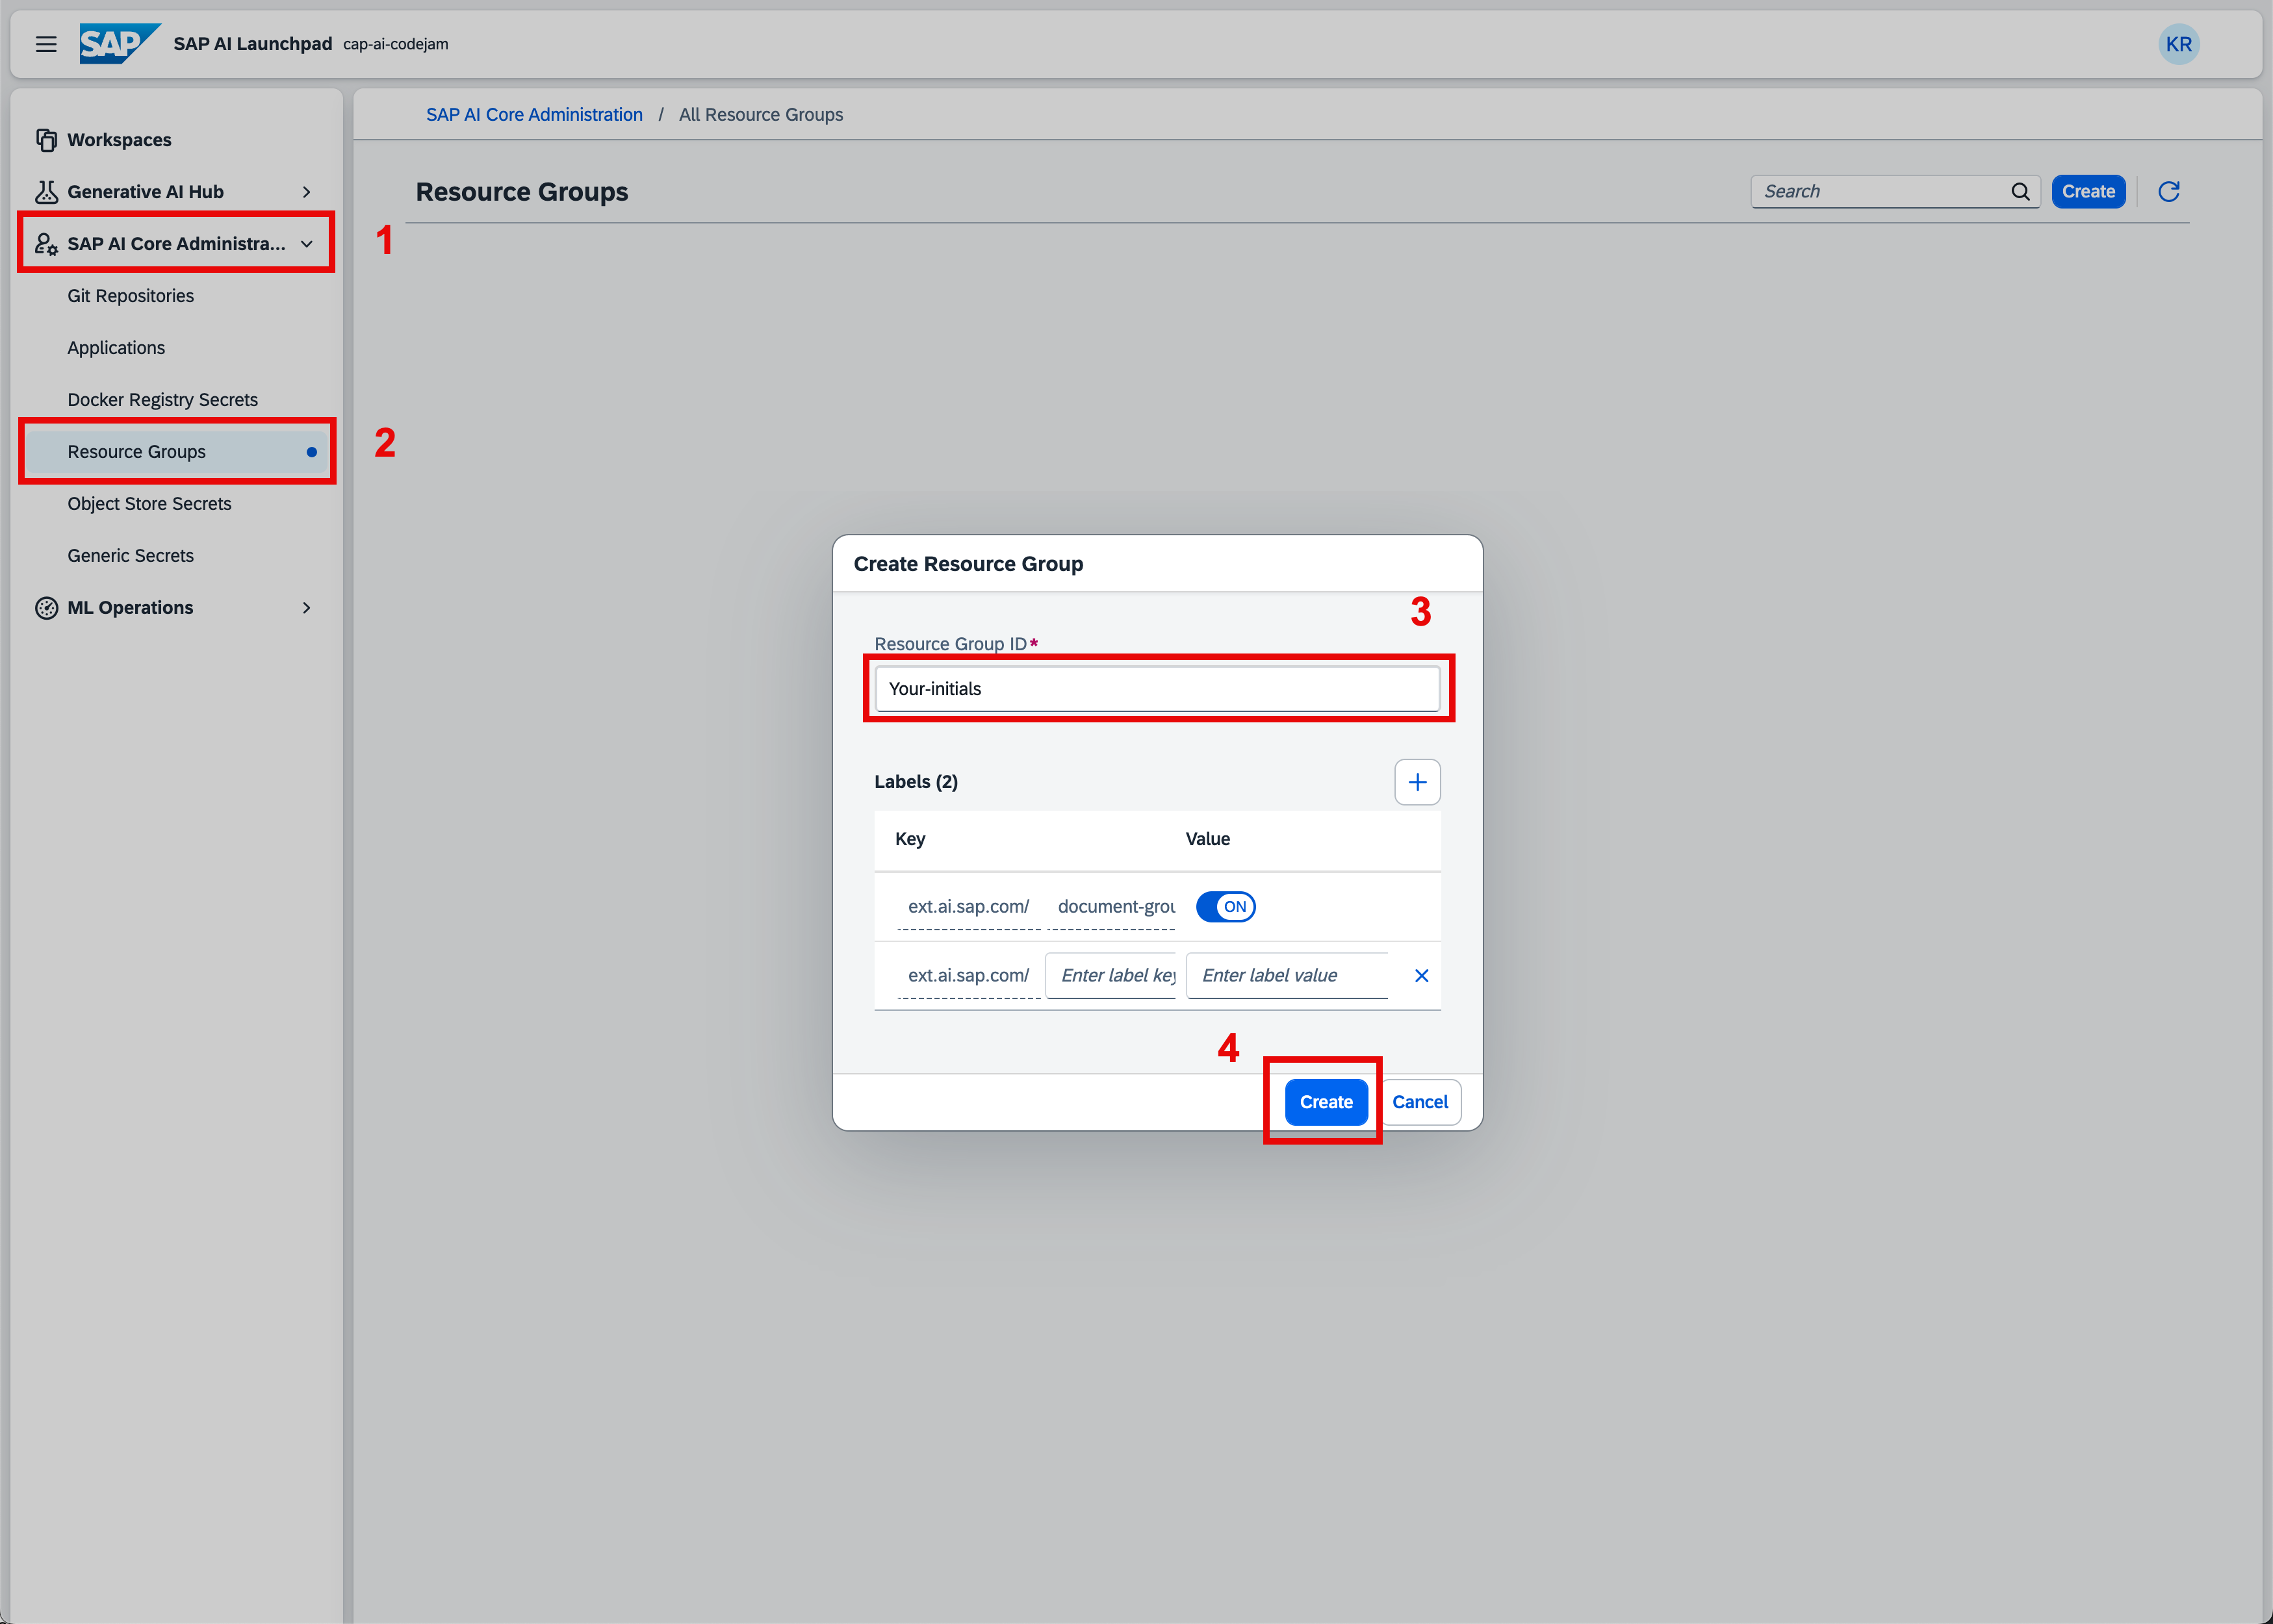 SAP SAP AI Launchpad cap-ai-codejam KR
Workspaces
Generative AI Hub
SAP AI Core Administra... 1
Git Repositories
Applications
Docker Registry Secrets
Resource Groups 2
Object Store Secrets
Generic Secrets
ML Operations
SAP AI Core Administration / All Resource Groups
Resource Groups Search Create
Create Resource Group
3
Resource Group ID*
Your-initials
Labels (2) +
Key Value
ext.ai.sap.com/ document-grou ON
ext.ai.sap.com/ Enter label key Enter label value
4
Create Cancel